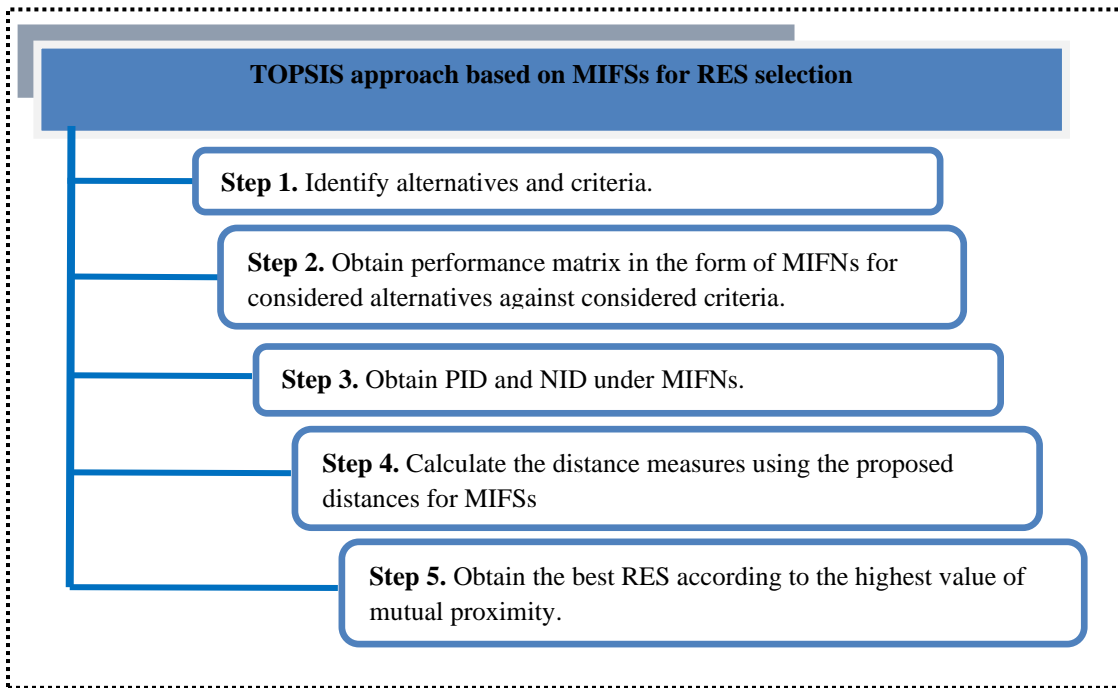 TOPSIS approach based on MIFSs for RES selection
Step 1. Identify alternatives and criteria.
Step 2. Obtain performance matrix in the form of MIFNs for
considered alternatives against considered criteria.
Step 3. Obtain PID and NID under MIFNs.
Step 4. Calculate the distance measures using the proposed
distances for MIFSs
Step 5. Obtain the best RES according to the highest value of
mutual proximity.